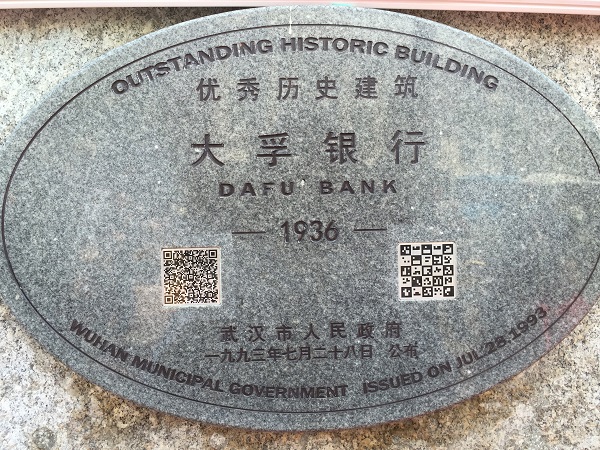 OUTSTANDING HISTORIC BUILDING
优秀历史建筑
大孚银行
DAFU BANK
— 1936 —
武汉市人民政府
一九九三年七月二十八日 公布
WUHAN MUNICIPAL GOVERNMENT ISSUED ON JUL.28.1993